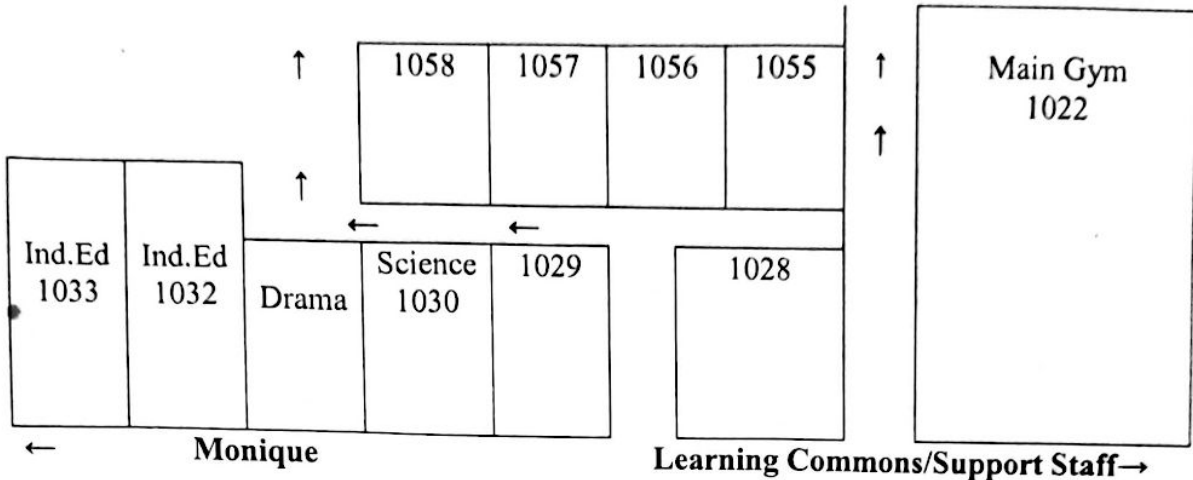 ↑ 1058 1057 1056 1055 ↑ Main Gym
1022
↑
↑
← ←
Ind.Ed
1033
Ind.Ed
1032
Drama
Science
1030
1029
1028
← Monique
Learning Commons/Support Staff→